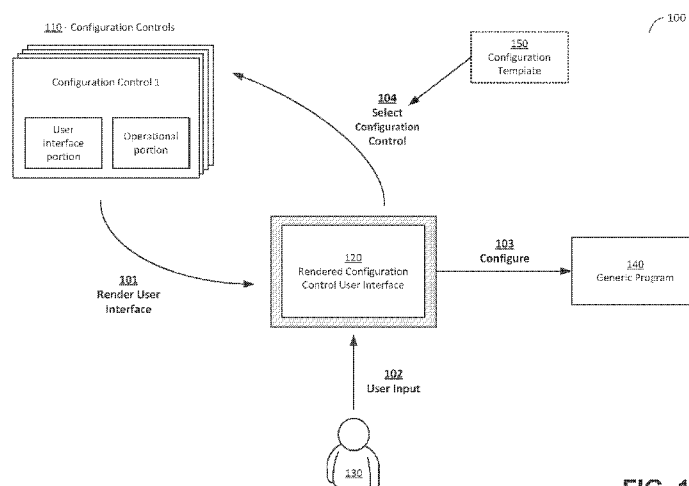 110 - Configuration Controls
100
Configuration Control 1
User
interface
portion
Operational
portion
150
Configuration
Template
104
Select
Configuration
Control
101
Render User
Interface
120
Rendered Configuration
Control User Interface
103
Configure
140
Generic Program
102
User Input
130
FIG. 1